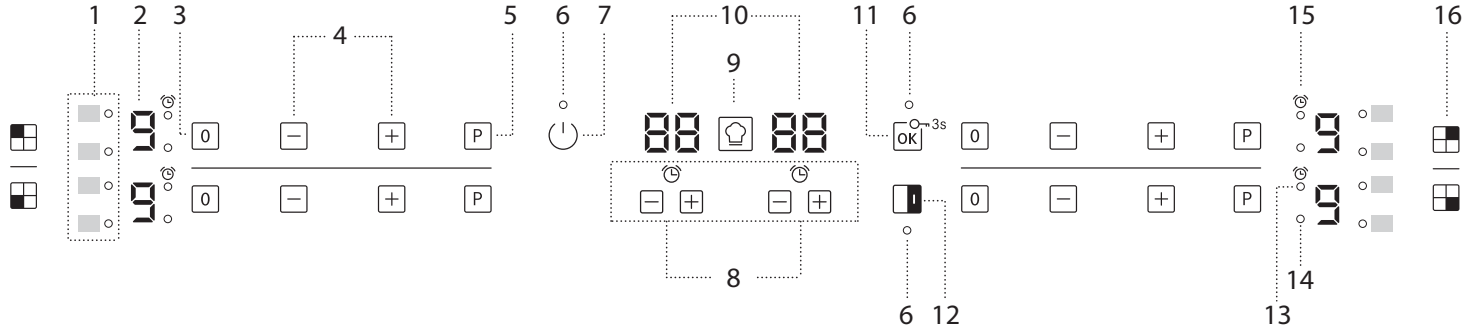 1 2 3 4 5 6 7 10 11 6 15 16
9
9 0 − + P 88 88 OK 3s 0 − + P 9
9 0 − + P − + − + 0 − + P 9
8 14
6 12 13